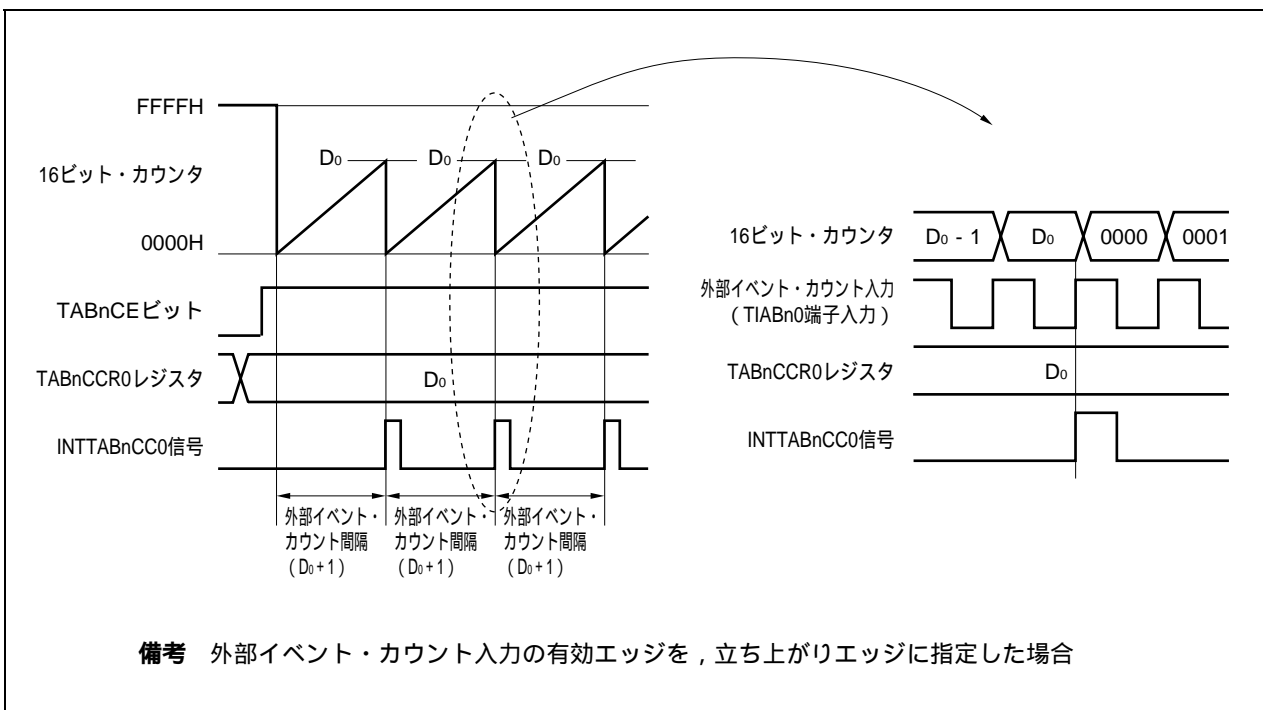 FFFFH
16ビット・カウンタ
0000H
D0
D0
D0
TABnCEビット
TABnCCR0レジスタ
D0
INTTABnCC0信号
外部イベント・
カウント間隔
(D0+1)
外部イベント・
カウント間隔
(D0+1)
外部イベント・
カウント間隔
(D0+1)
16ビット・カウンタ
D0 - 1
D0
0000
0001
外部イベント・カウント入力
(TIABn0端子入力)
TABnCCR0レジスタ
D0
INTTABnCC0信号
備考 外部イベント・カウント入力の有効エッジを,立ち上がりエッジに指定した場合